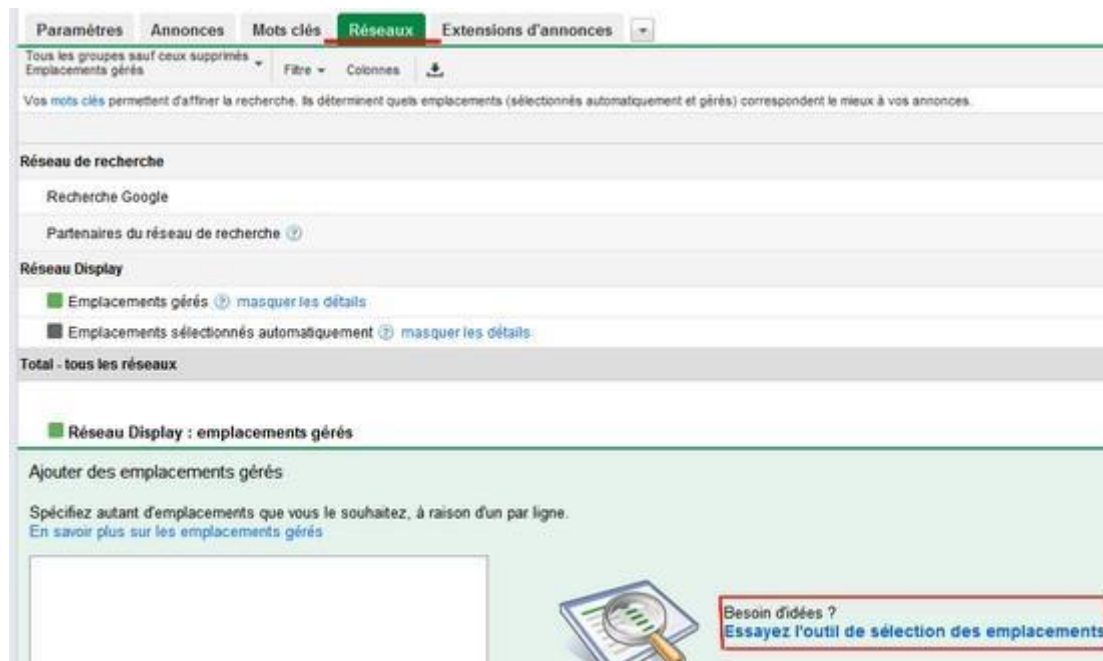 Paramètres Annonces Mots clés Réseaux Extensions d'annonces
Tous les groupes sauf ceux supprimés
Emplacements gérés
Filtre Colonnes
Vos mots clés permettent d'affiner la recherche. Ils déterminent quels emplacements (sélectionnés automatiquement et gérés) correspondent le mieux à vos annonces.
Réseau de recherche
Recherche Google
Partenaires du réseau de recherche ?
Réseau Display
Emplacements gérés ? masquer les détails
Emplacements sélectionnés automatiquement ? masquer les détails
Total - tous les réseaux
Réseau Display : emplacements gérés
Ajouter des emplacements gérés
Spécifiez autant d'emplacements que vous le souhaitez, à raison d'un par ligne.
En savoir plus sur les emplacements gérés
Besoin d'idées ?
Essayez l'outil de sélection des emplacements